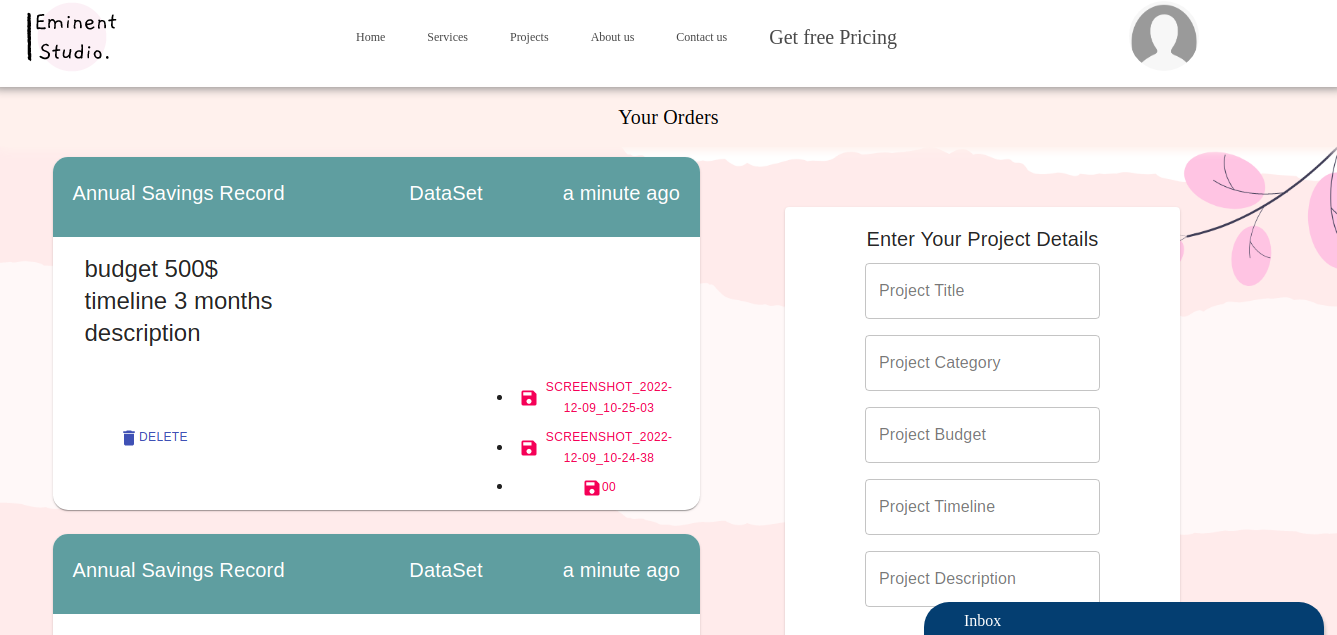 Eminent
Studio.
Home
Services
Projects
About us
Contact us
Get free Pricing
Your Orders
Annual Savings Record
DataSet
a minute ago
budget 500$
timeline 3 months
description
SCREENSHOT_2022-
12-09_10-25-03
SCREENSHOT_2022-
12-09_10-24-38
00
DELETE
Annual Savings Record
DataSet
a minute ago
Enter Your Project Details
Project Title
Project Category
Project Budget
Project Timeline
Project Description
Inbox